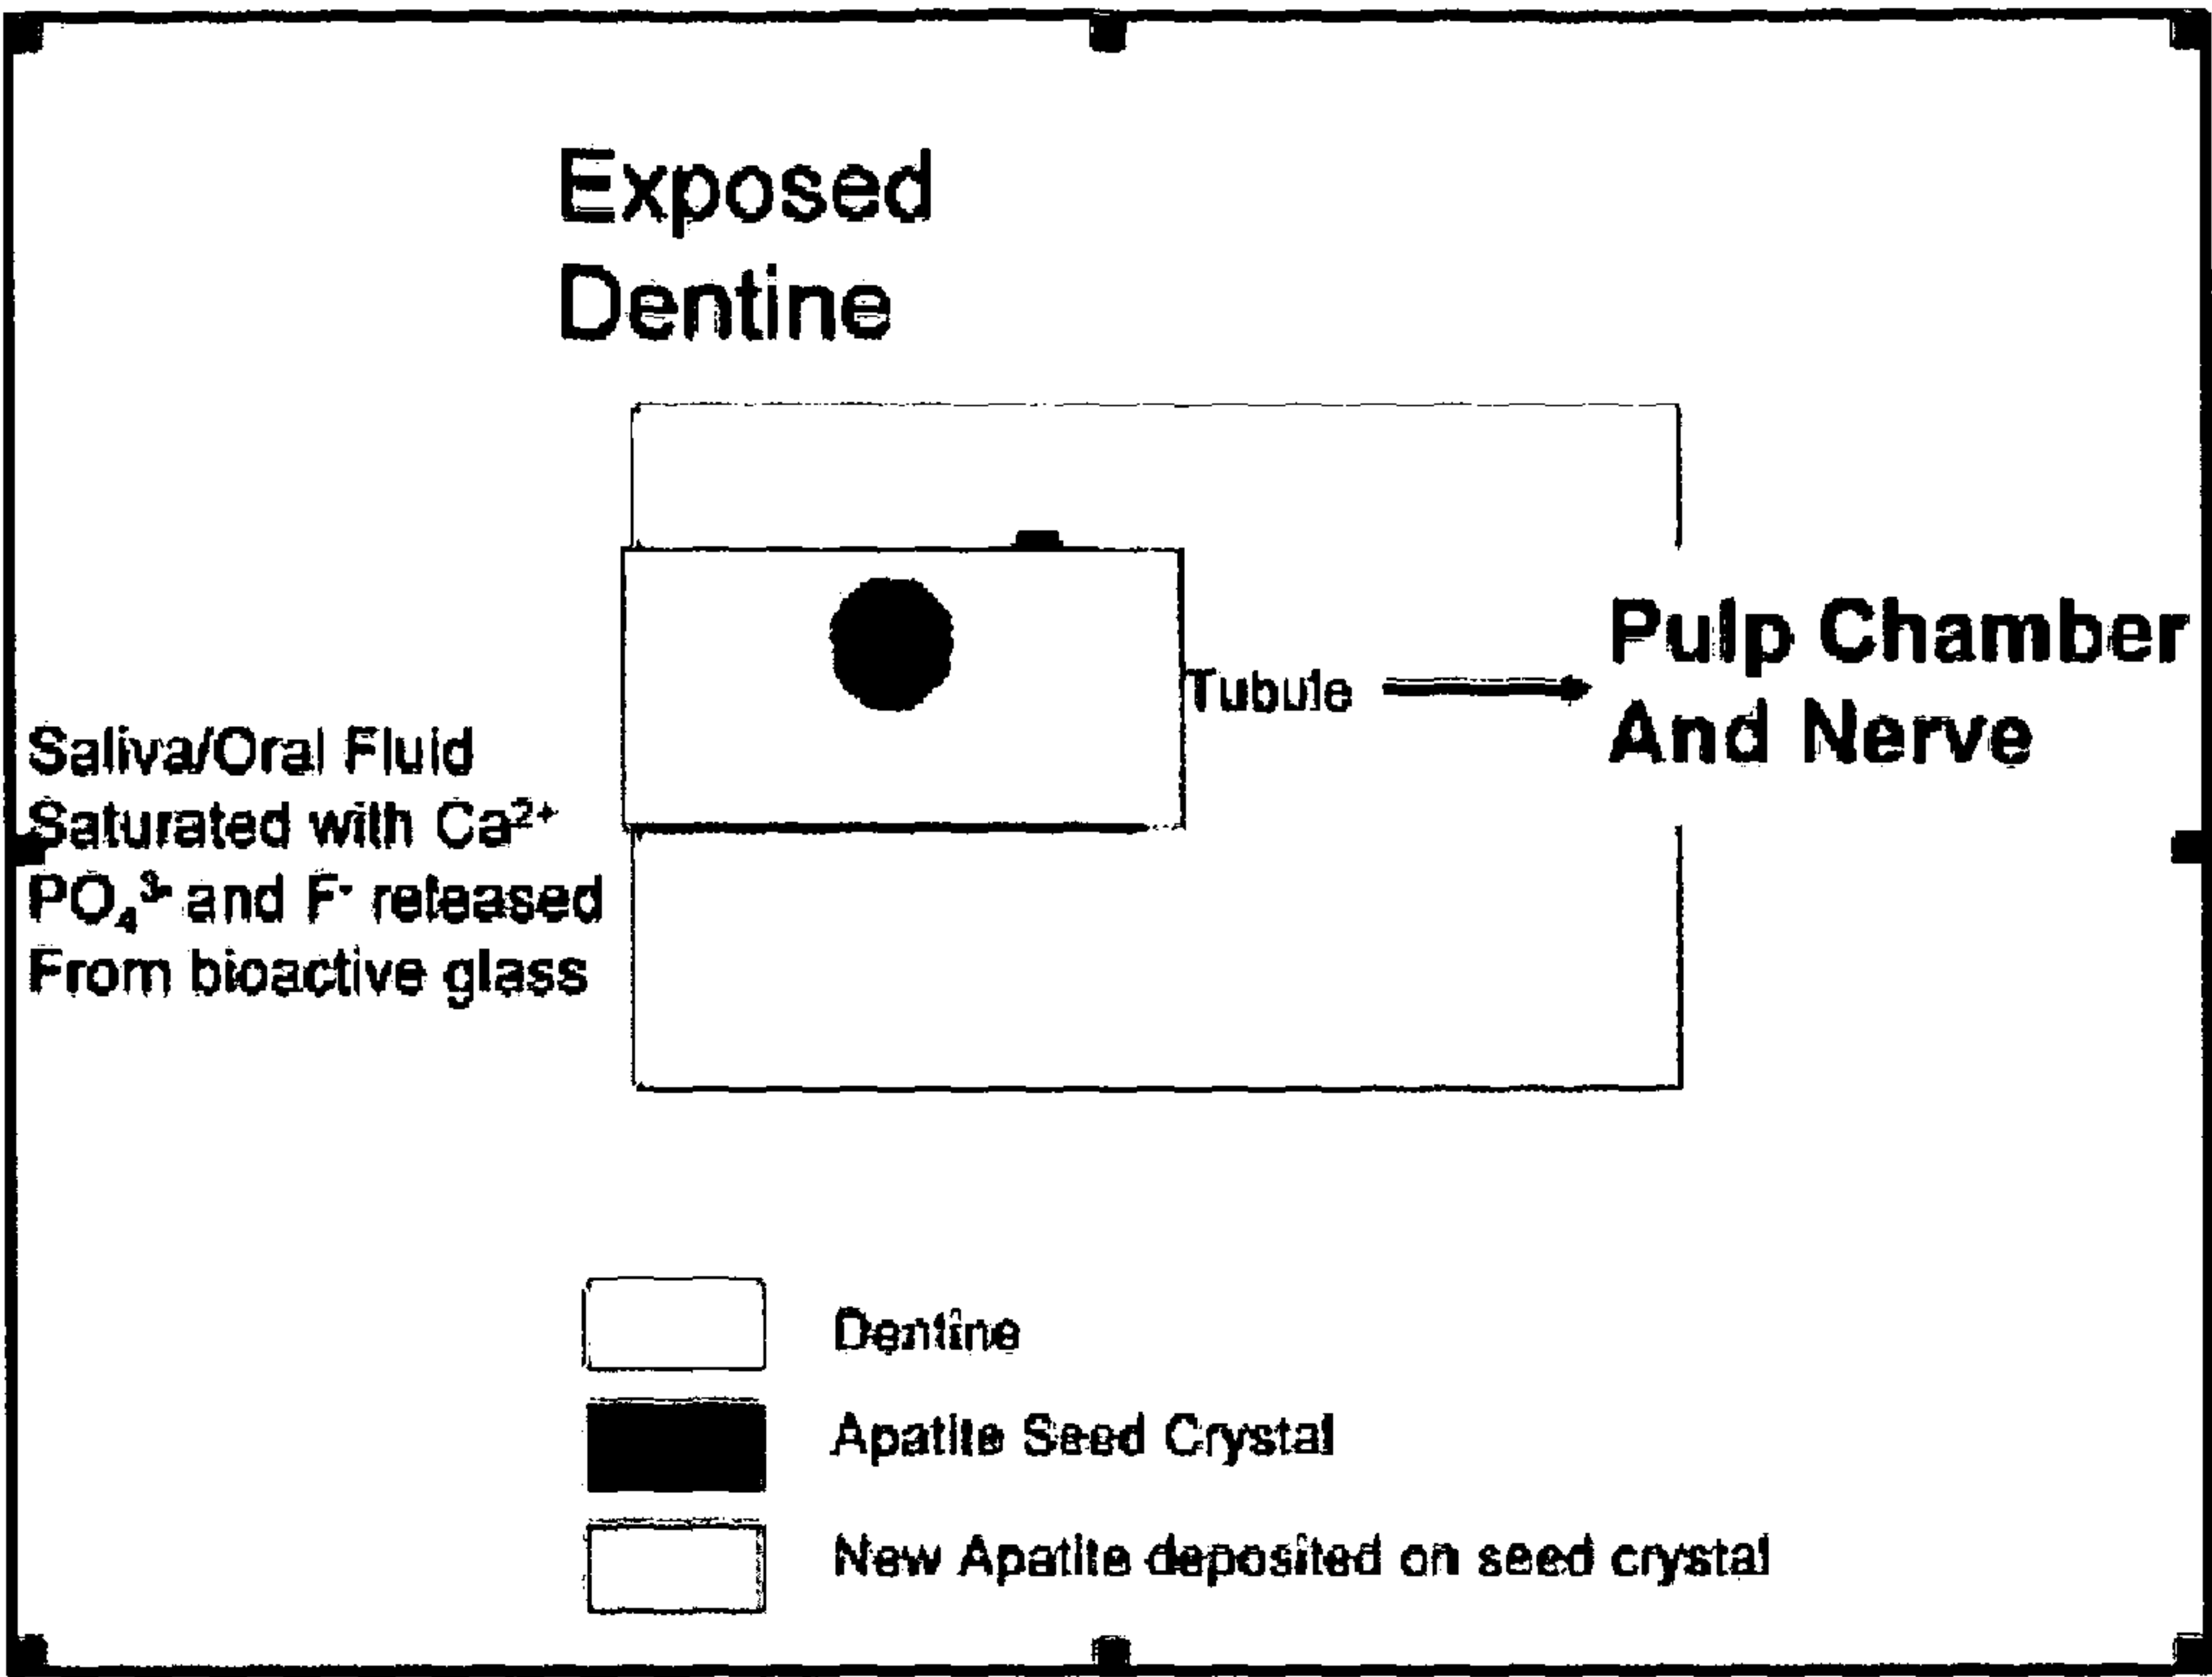 Exposed
Dentine
Tubule
Pulp Chamber
And Nerve
Saliva/Oral Fluid
Saturated with Ca²⁺
PO₄³⁻ and F⁻ released
From bioactive glass
Dentine
Apatite Seed Crystal
New Apatite deposited on seed crystal